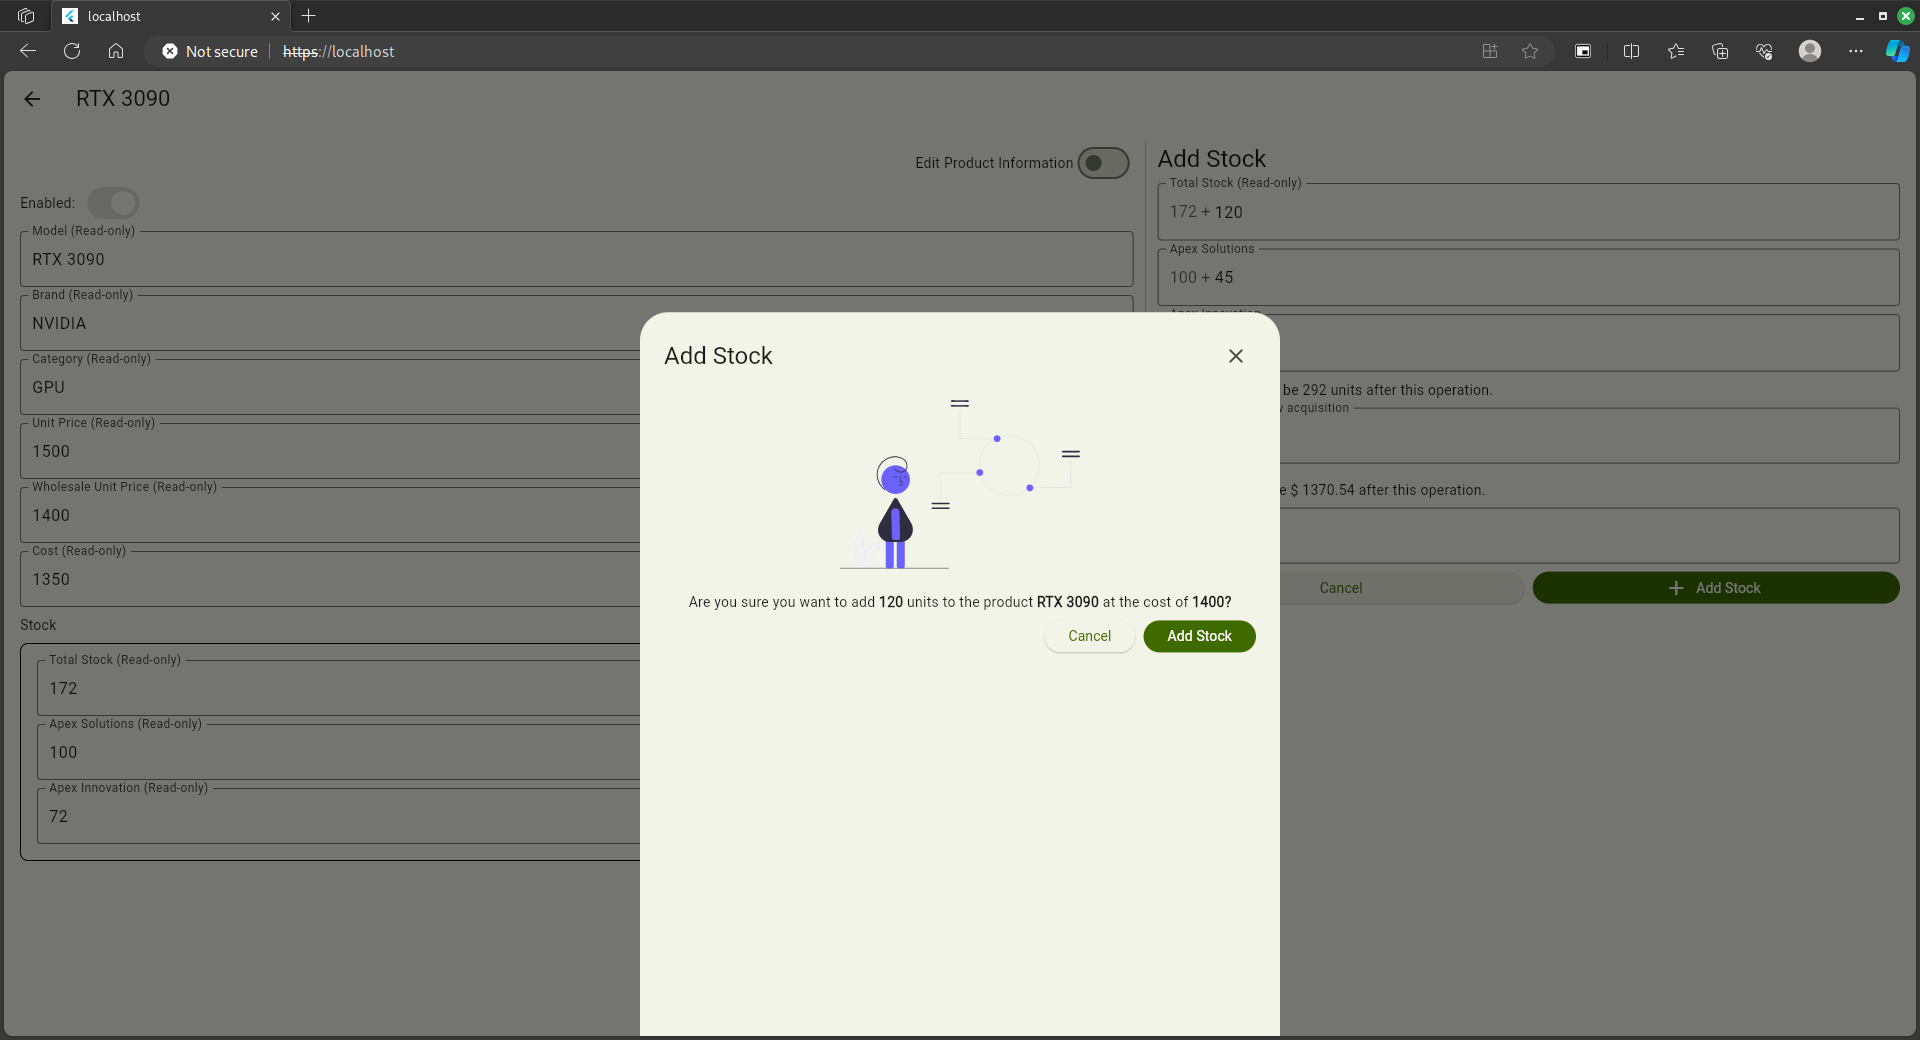 localhost
Not secure
https://localhost
RTX 3090
Edit Product Information
Enabled:
Model (Read-only)
RTX 3090
Brand (Read-only)
NVIDIA
Category (Read-only)
GPU
Unit Price (Read-only)
1500
Wholesale Unit Price (Read-only)
1400
Cost (Read-only)
1350
Stock
Total Stock (Read-only)
172
Apex Solutions (Read-only)
100
Apex Innovation (Read-only)
72
Add Stock
Total Stock (Read-only)
172 + 120
Apex Solutions
100 + 45
be 292 units after this operation.
acquisition
$ 1370.54 after this operation.
Cancel
Add Stock
Add Stock
Are you sure you want to add 120 units to the product RTX 3090 at the cost of 1400?
Cancel
Add Stock